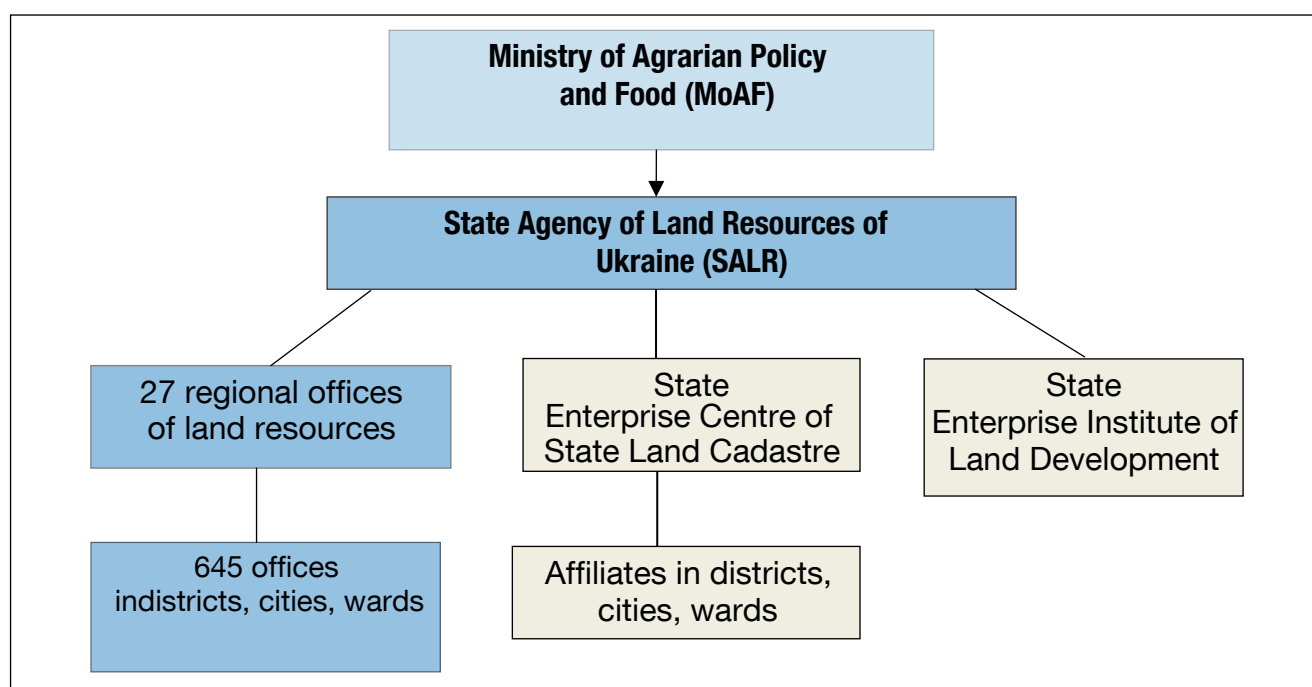 Ministry of Agrarian Policy
and Food (MoAF)
State Agency of Land Resources of
Ukraine (SALR)
27 regional offices
of land resources
State
Enterprise Centre of
State Land Cadastre
State
Enterprise Institute of
Land Development
645 offices
indistricts, cities, wards
Affiliates in districts,
cities, wards